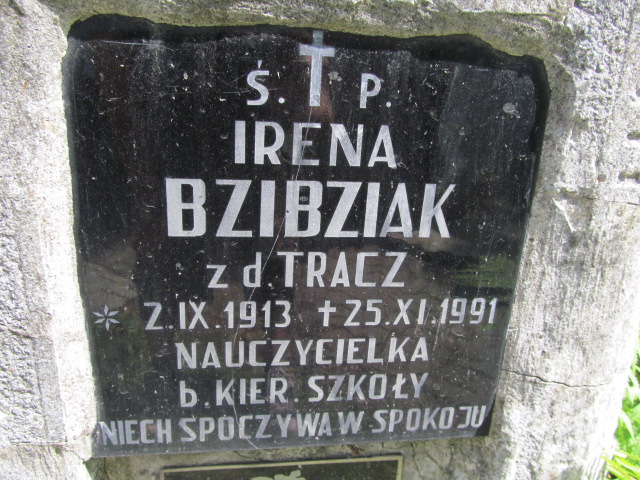 Ś. P.
IRENA
BZIBZIAK
z d. TRACZ
* 2.IX.1913 †25.XI.1991
NAUCZYCIELKA
b. KIER. SZKOŁY
NIECH SPOCZYWA W SPOKOJU